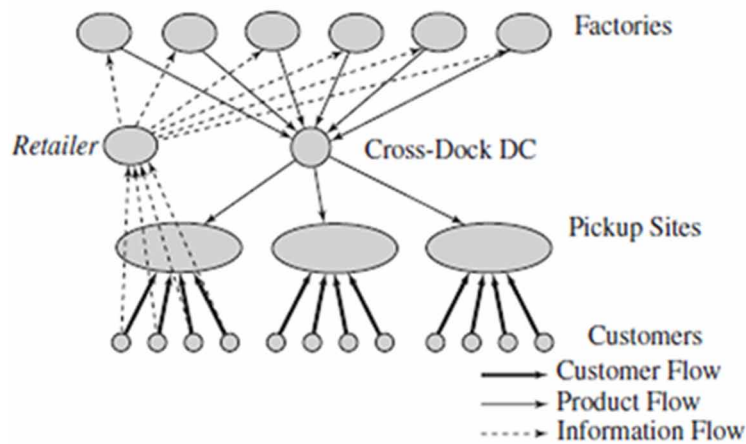 Factories
Retailer
Cross-Dock DC
Pickup Sites
Customers
Customer Flow
Product Flow
Information Flow